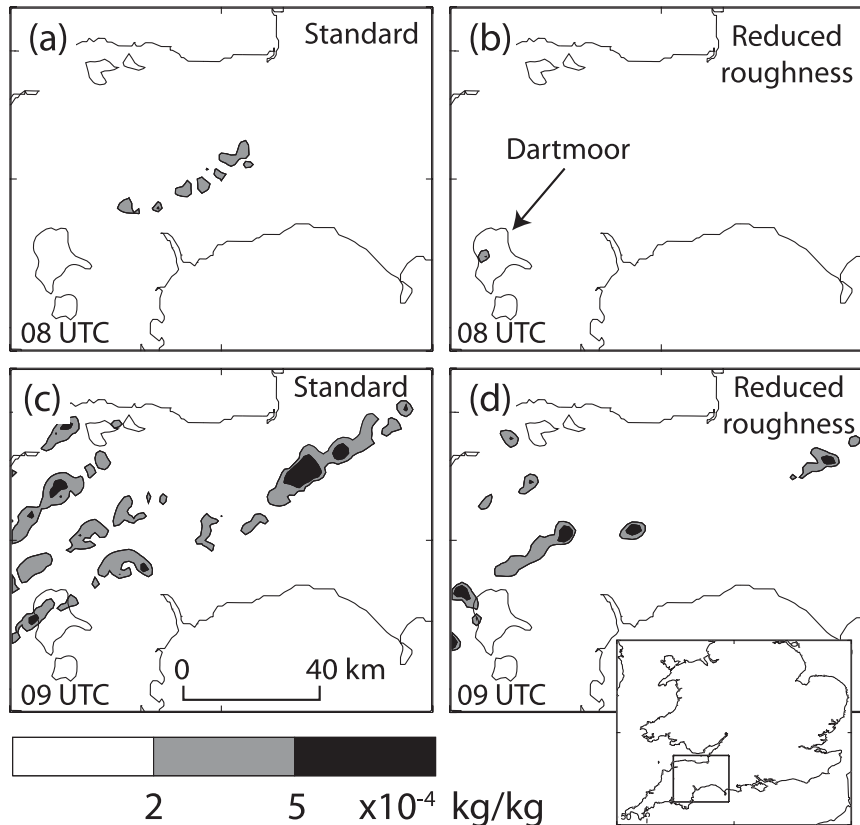 (a) Standard
08 UTC
(b) Reduced
roughness
Dartmoor
08 UTC
(c) Standard
0 40 km
09 UTC
(d) Reduced
roughness
09 UTC
2 5 x10⁻⁴ kg/kg